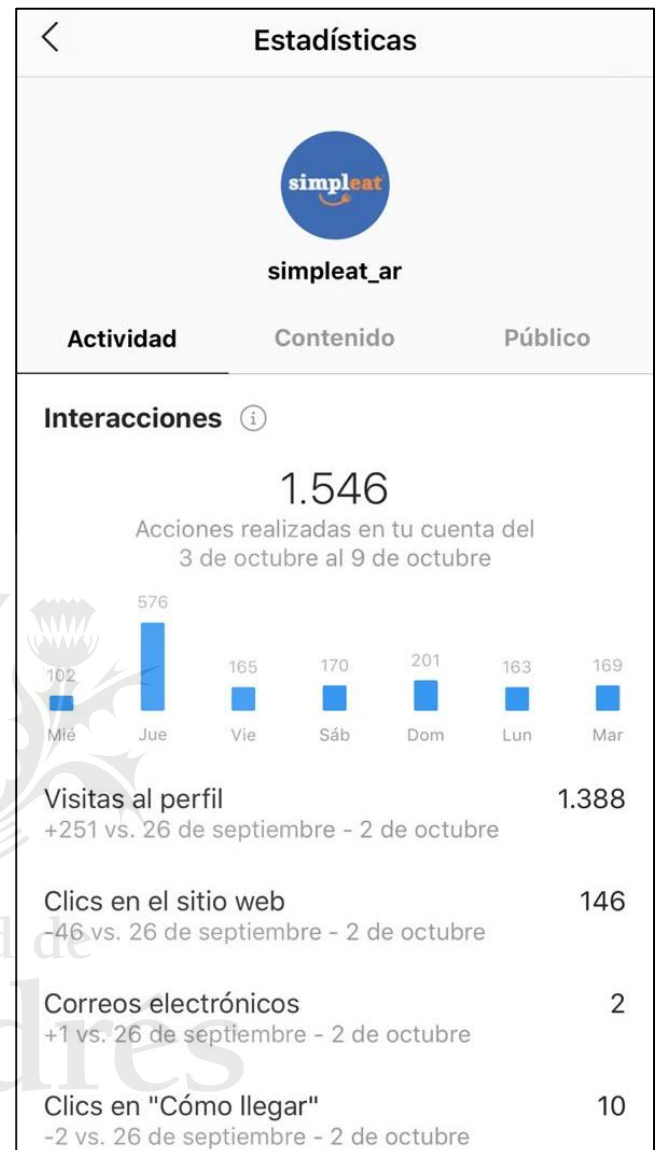 Estadísticas
simpleat
simpleat_ar
Actividad Contenido Público
Interacciones
1.546
Acciones realizadas en tu cuenta del
3 de octubre al 9 de octubre
102 576 165 170 201 163 169
Mié Jue Vie Sáb Dom Lun Mar
Visitas al perfil 1.388
+251 vs. 26 de septiembre - 2 de octubre
Clics en el sitio web 146
-46 vs. 26 de septiembre - 2 de octubre
d de
Correos electrónicos 2
+1 vs. 26 de septiembre - 2 de octubre
drés
Clics en "Cómo llegar" 10
-2 vs. 26 de septiembre - 2 de octubre